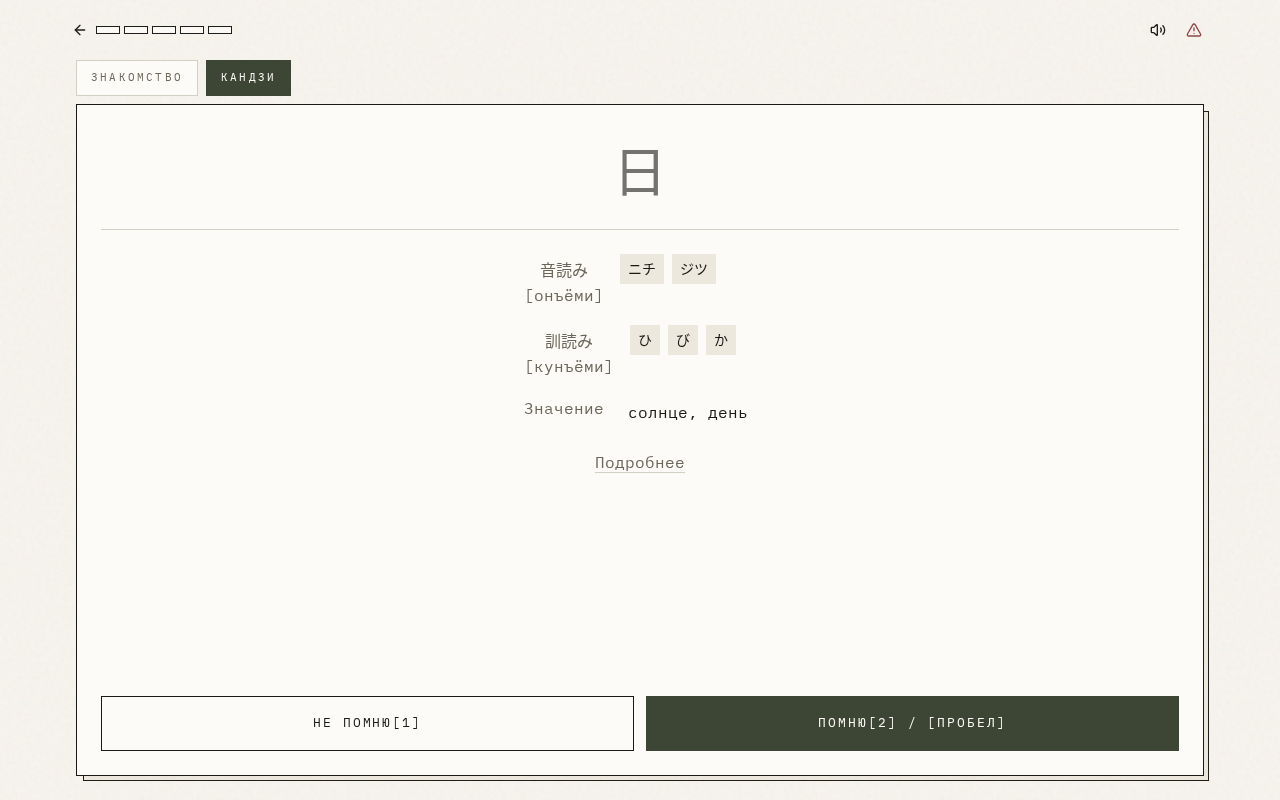 ЗНАКОМСТВО КАНДЗИ
日
音読み ニチ ジツ
[онъёми]
訓読み ひ び か
[кунъёми]
Значение солнце, день
Подробнее
НЕ ПОМНЮ[1] ПОМНЮ[2] / [ПРОБЕЛ]